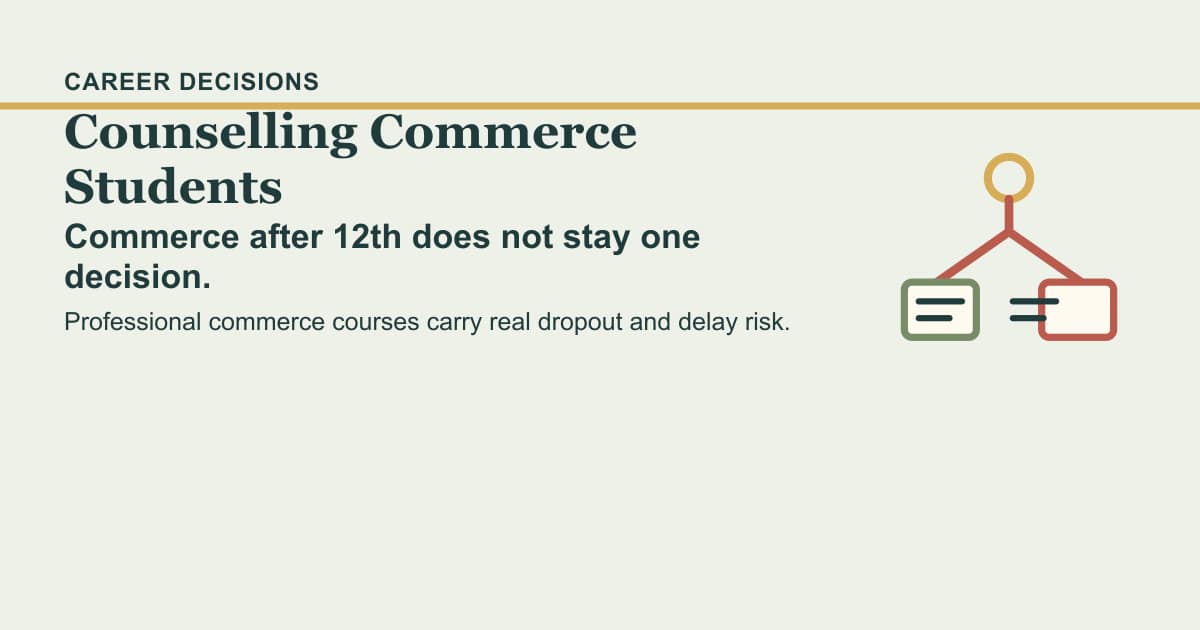 CAREER DECISIONS
Counselling Commerce
Students
Commerce after 12th does not stay one
decision.
Professional commerce courses carry real dropout and delay risk.